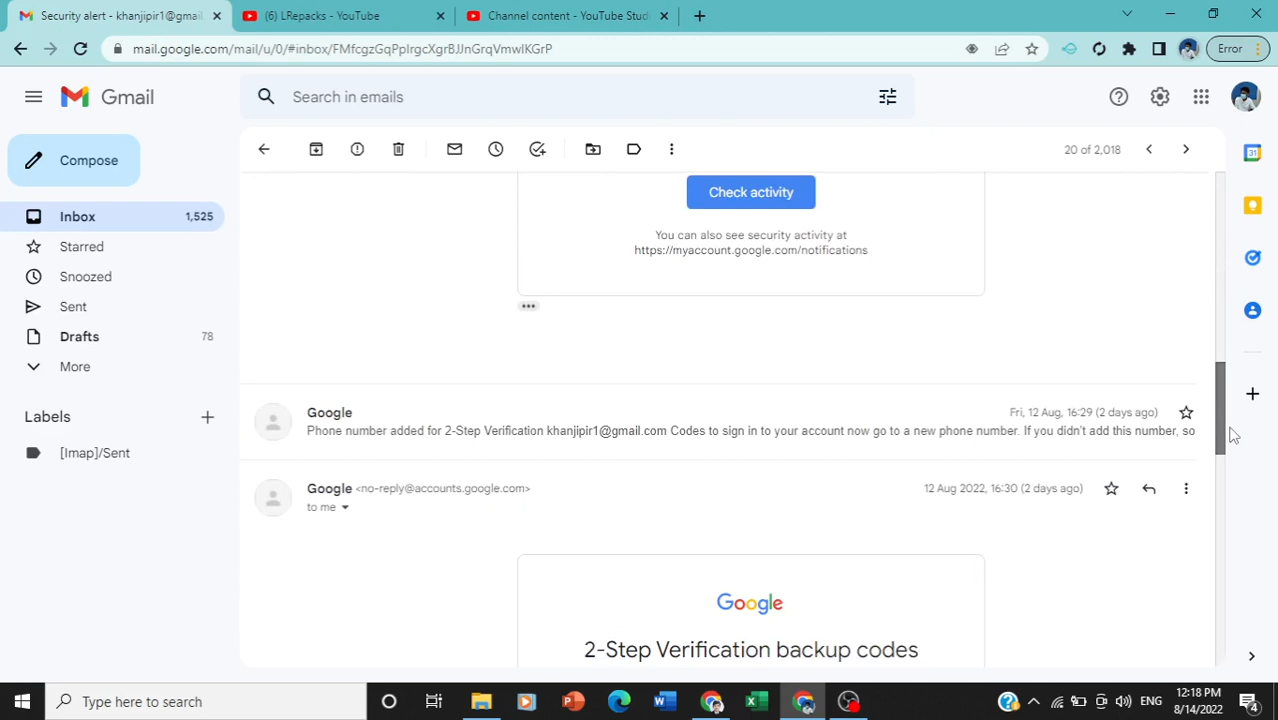 Security alert - khanjipir1@gmail
(6) LRepacks - YouTube
Channel content - YouTube Stud
mail.google.com/mail/u/0/#inbox/FMfcgzGqPpIrgcXgrBJJnGrqVmwlKGrP
Error
Gmail
Search in emails
Compose
20 of 2,018
Check activity
Inbox 1,525
You can also see security activity at
https://myaccount.google.com/notifications
Starred
Snoozed
Sent
Drafts 78
More
Labels
Google Fri, 12 Aug, 16:29 (2 days ago)
Phone number added for 2-Step Verification khanjipir1@gmail.com Codes to sign in to your account now go to a new phone number. If you didn't add this number, so
[Imap]/Sent
Google <no-reply@accounts.google.com> 12 Aug 2022, 16:30 (2 days ago)
to me
Google
2-Step Verification backup codes
Type here to search
ENG
12:18 PM
8/14/2022
4